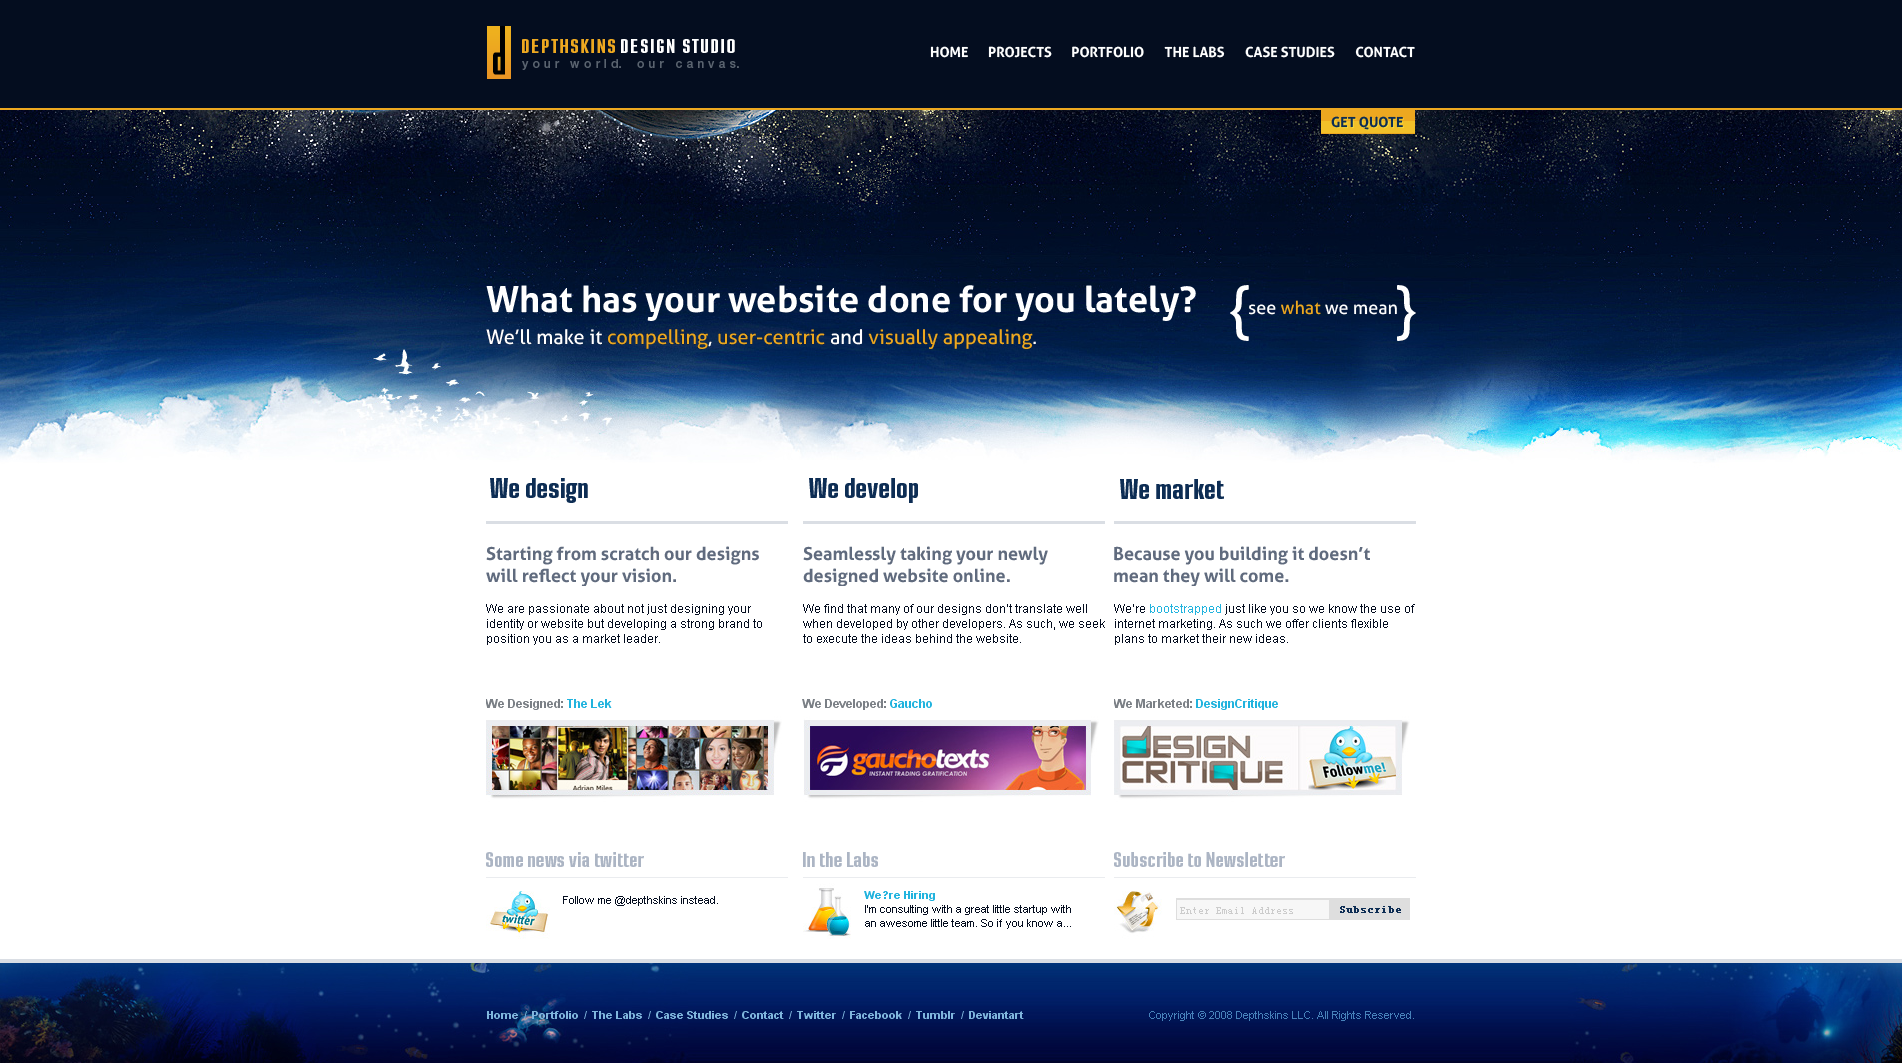 d DEPTHSKINS DESIGN STUDIO
your world. our canvas.
HOME PROJECTS PORTFOLIO THE LABS CASE STUDIES CONTACT
GET QUOTE
What has your website done for you lately?
We'll make it compelling, user-centric and visually appealing.
{see what we mean}
We design
Starting from scratch our designs
will reflect your vision.
We are passionate about not just designing your
identity or website but developing a strong brand to
position you as a market leader.
We develop
Seamlessly taking your newly
designed website online.
We find that many of our designs don't translate well
when developed by other developers. As such, we seek
to execute the ideas behind the website.
We market
Because you building it doesn't
mean they will come.
We're bootstrapped just like you so we know the use of
internet marketing. As such we offer clients flexible
plans to market their new ideas.
We Designed: The Lek
Adrian Miles
We Developed: Gaucho
gauchotexts
INSTANT TRADING GRATIFICATION
We Marketed: DesignCritique
DESIGN
CRITIQUE
Follow me!
Some news via twitter
twitter
Follow me @depthskins instead.
In the Labs
We?re Hiring
I'm consulting with a great little startup with
an awesome little team. So if you know a...
Subscribe to Newsletter
Enter Email Address
Subscribe
Home / Portfolio / The Labs / Case Studies / Contact / Twitter / Facebook / Tumblr / Deviantart
Copyright © 2008 Depthskins LLC. All Rights Reserved.